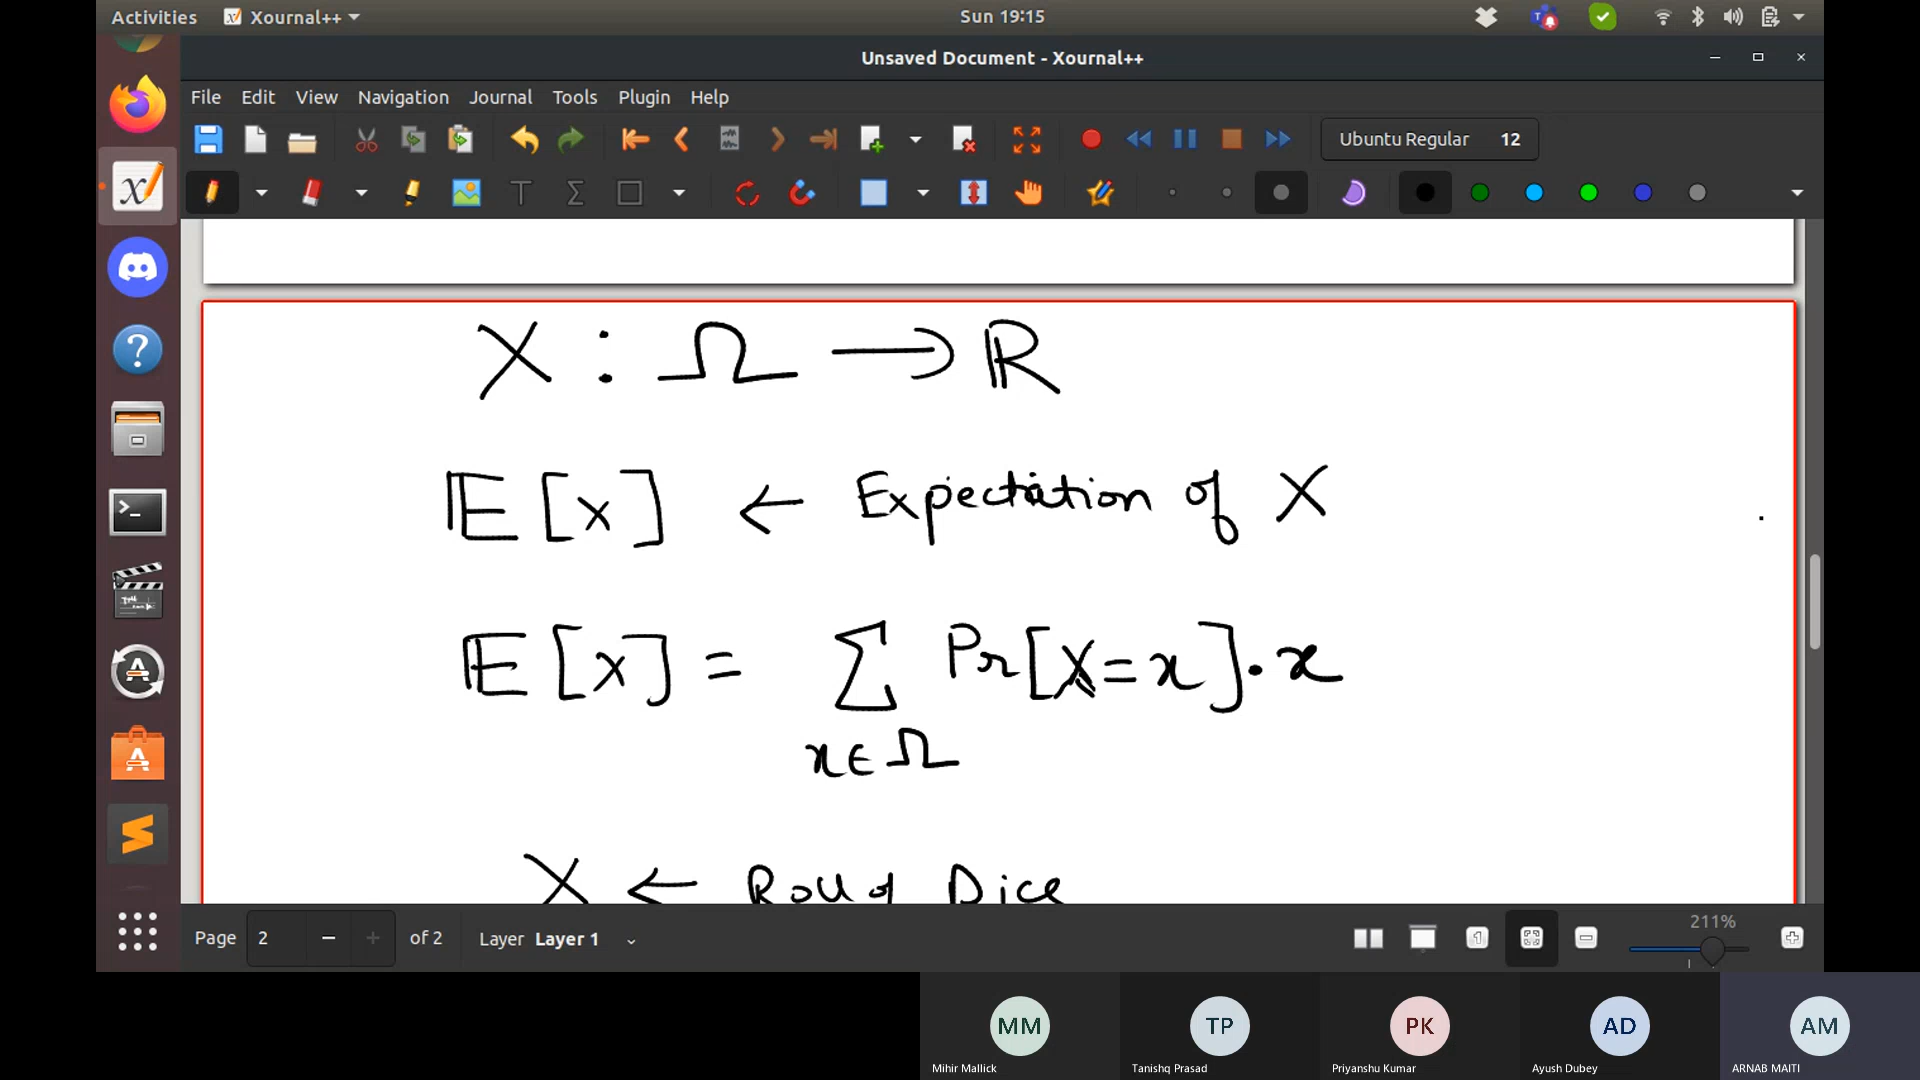 Activities Xournal++ Sun 19:15
Unsaved Document - Xournal++
File Edit View Navigation Journal Tools Plugin Help
Ubuntu Regular 12
X : Ω → ℝ
𝔼 [x] ← Expectation of X
𝔼 [x] = ∑ Pr[X=x]·x
x∈Ω
X ← Roll of Dice
Page 2 of 2 Layer Layer 1 211%
MM TP PK AD AM
Mihir Mallick Tanishq Prasad Priyanshu Kumar Ayush Dubey ARNAB MAITI